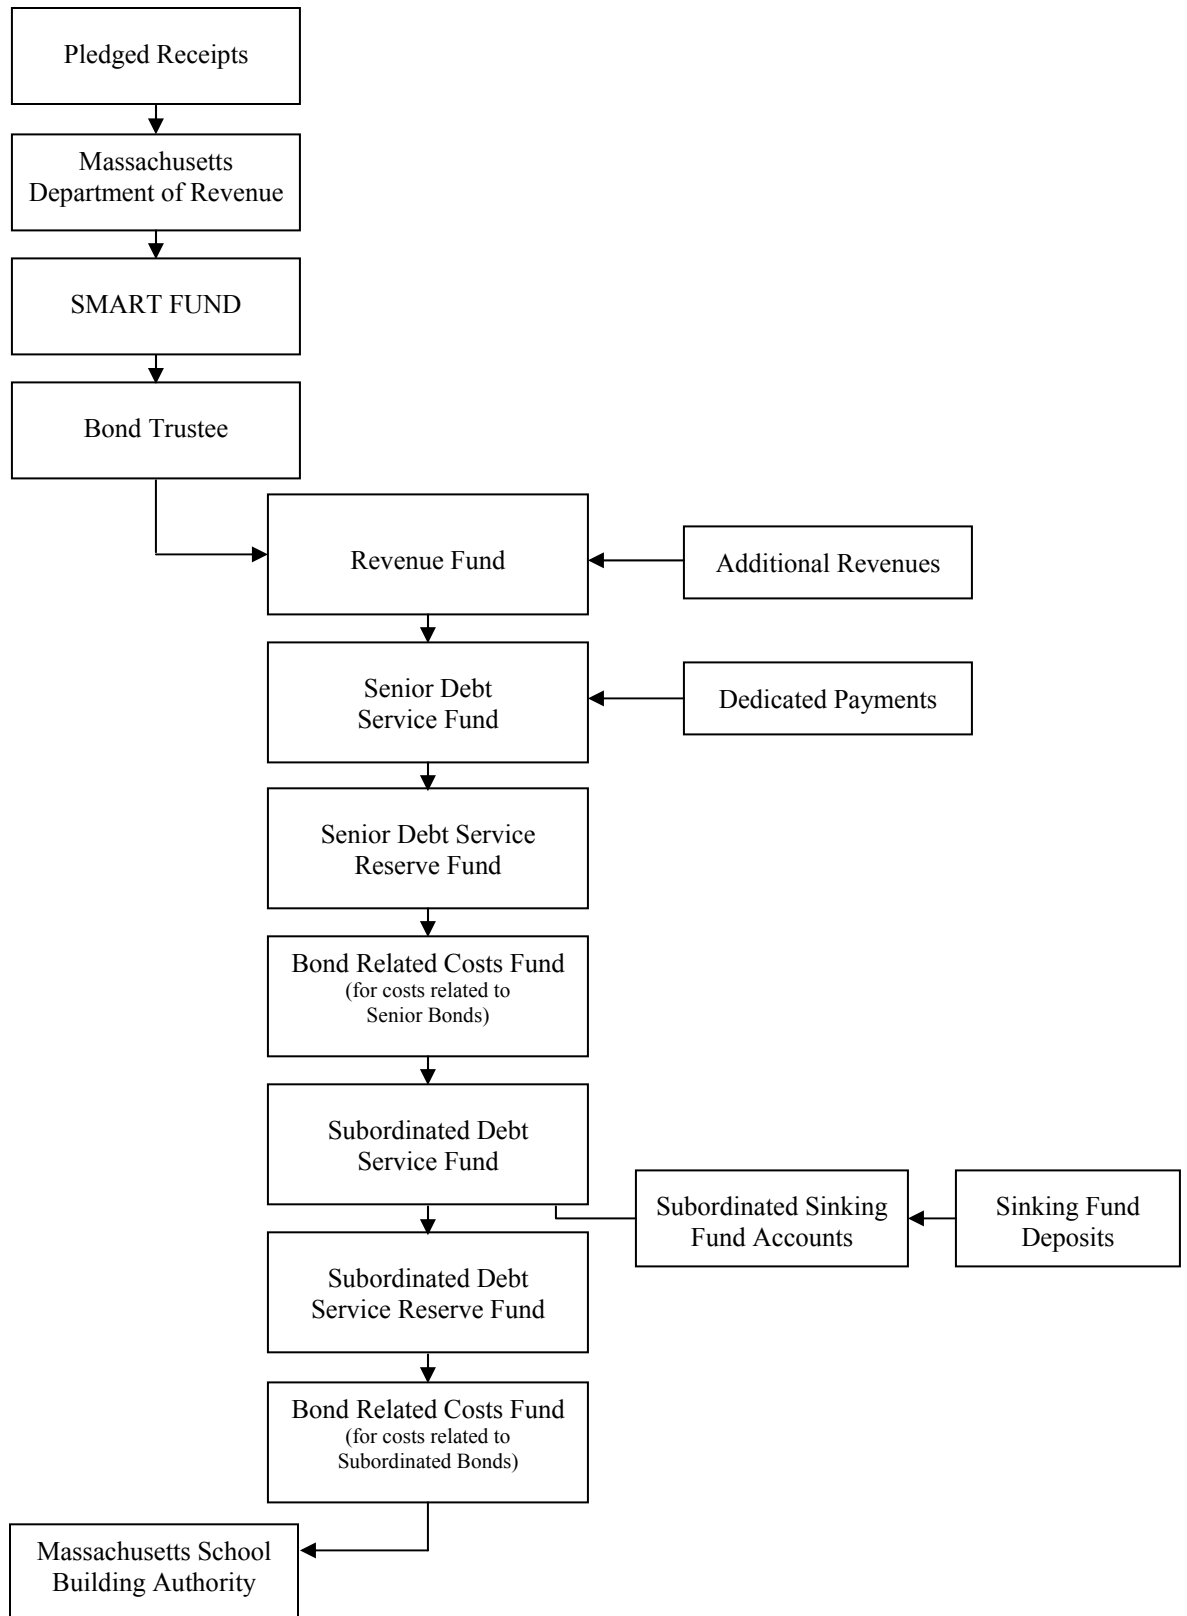 Pledged Receipts
Massachusetts
Department of Revenue
SMART FUND
Bond Trustee
Revenue Fund
Additional Revenues
Senior Debt
Service Fund
Dedicated Payments
Senior Debt Service
Reserve Fund
Bond Related Costs Fund
(for costs related to
Senior Bonds)
Subordinated Debt
Service Fund
Subordinated Sinking
Fund Accounts
Sinking Fund
Deposits
Subordinated Debt
Service Reserve Fund
Bond Related Costs Fund
(for costs related to
Subordinated Bonds)
Massachusetts School
Building Authority